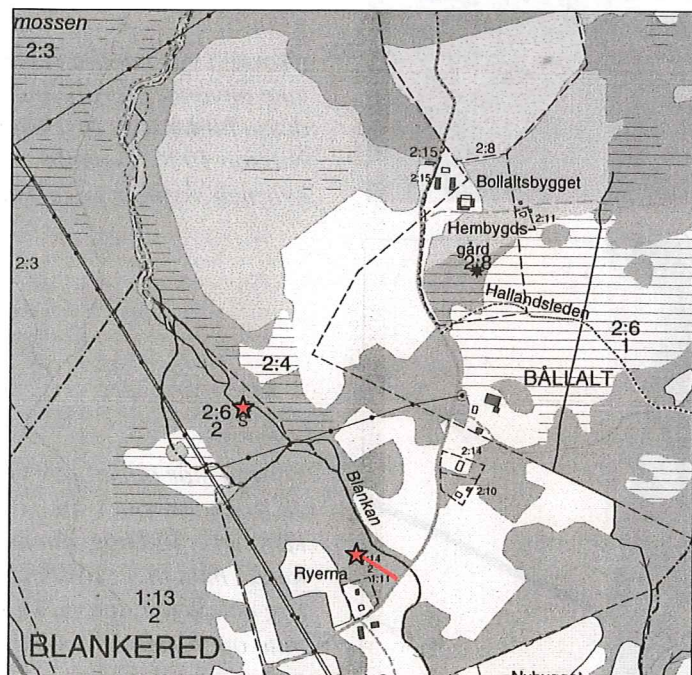 mossen
2:3
2:15
2:8
2:15
Bollaltsbygget
2:11
Hembygds-
gård
2:8
2:3
Hallandsleden
2:6
1
2:4
BÅLLALT
2:6
2
S
2:14
2:10
Blankan
2
Ryerna
1:11
1:13
2
BLANKERED